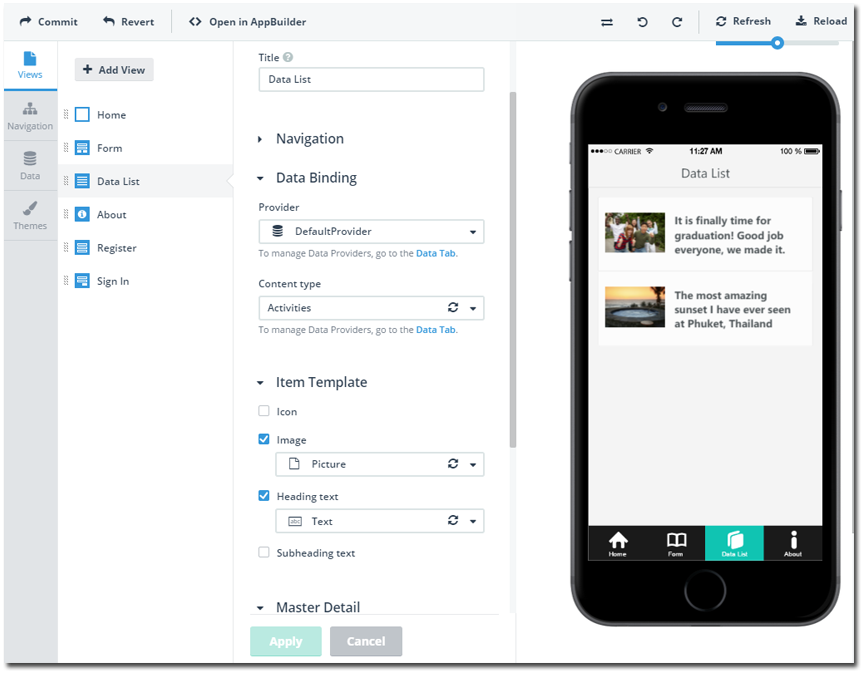 Commit Revert Open in AppBuilder Refresh Reload
Views
Navigation
Data
Themes
+ Add View
Home
Form
Data List
About
Register
Sign In
Title ?
Data List
Navigation
Data Binding
Provider
DefaultProvider
To manage Data Providers, go to the Data Tab.
Content type
Activities
To manage Data Providers, go to the Data Tab.
Item Template
Icon
Image
Picture
Heading text
abc Text
Subheading text
Master Detail
Apply Cancel
CARRIER 11:27 AM 100 %
Data List
It is finally time for
graduation! Good job
everyone, we made it.
The most amazing
sunset I have ever seen
at Phuket, Thailand
Home Form Data List About